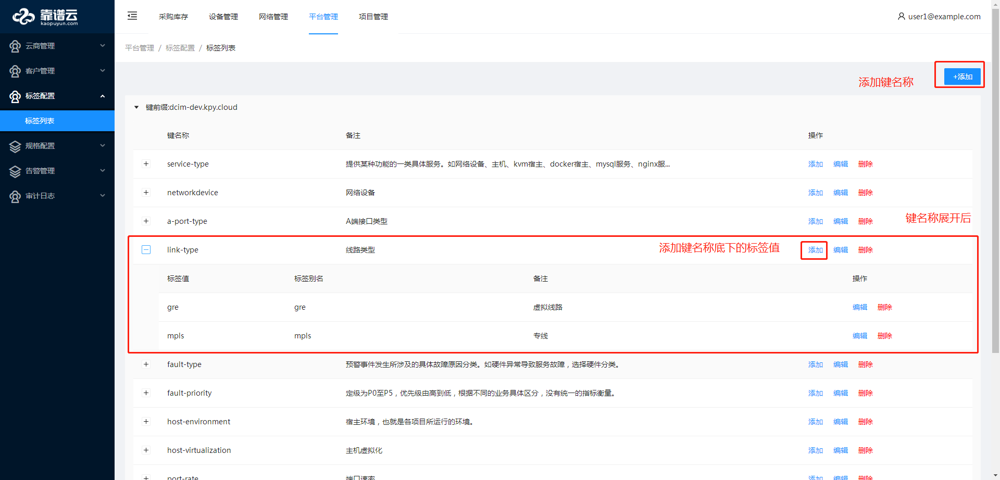 靠谱云
kaopuyun.com
采购库存 设备管理 网络管理 平台管理 项目管理
user1@example.com
云商管理
客户管理
标签配置
标签列表
规格配置
告警管理
审计日志
平台管理 / 标签配置 / 标签列表
添加键名称
+添加
键前缀:dcim-dev.kpy.cloud
键名称 备注 操作
service-type 提供某种功能的一类具体服务。如网络设备、主机、kvm宿主、docker宿主、mysql服务、nginx服... 添加 编辑 删除
networkdevice 网络设备 添加 编辑 删除
a-port-type A端接口类型 添加 编辑 删除
键名称展开后
link-type 线路类型 添加键名称底下的标签值 添加 编辑 删除
标签值 标签别名 备注 操作
gre gre 虚拟线路 编辑 删除
mpls mpls 专线 编辑 删除
fault-type 预警事件发生所涉及的具体故障原因分类。如硬件异常导致服务故障，选择硬件分类。 添加 编辑 删除
fault-priority 定级为P0至P5，优先级由高到低，根据不同的业务具体区分，没有统一的指标衡量。 添加 编辑 删除
host-environment 宿主环境，也就是各项目所运行的环境。 添加 编辑 删除
host-virtualization 主机虚拟化 添加 编辑 删除
port-rate 端口速率 添加 编辑 删除